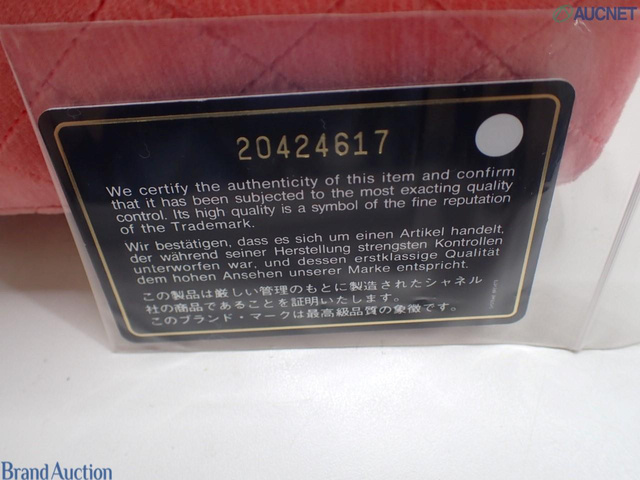 AUCNET
20424617
We certify the authenticity of this item and confirm
that it has been subjected to the most exacting quality
control. Its high quality is a symbol of the fine reputation
of the Trademark.
Wir bestätigen, dass es sich um einen Artikel handelt,
der während seiner Herstellung strengsten Kontrollen
unterworfen war, und dessen erstklassige Qualität
dem hohen Ansehen unserer Marke entspricht.
この製品は厳しい管理のもとに製造されたシャネル
社の商品であることを証明いたします。
このブランド・マークは最高級品質の象徴です。
Brand Auction